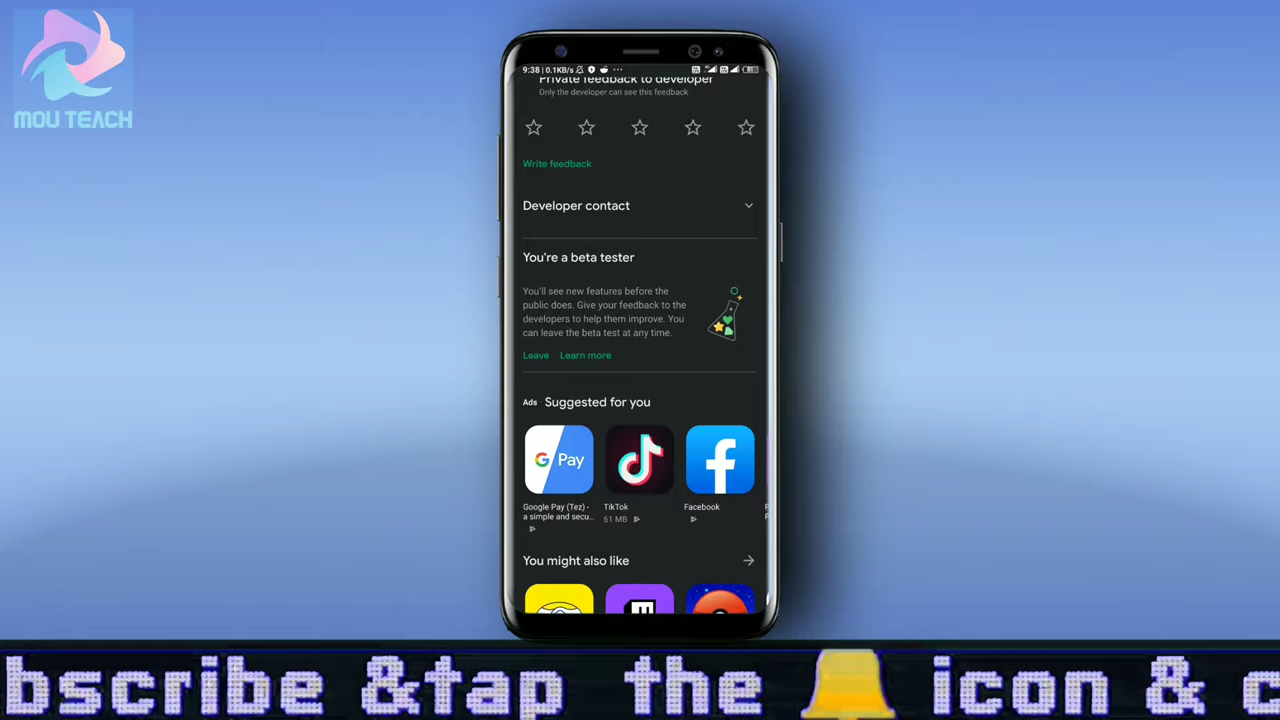 MOU TEACH
9:38 | 0.1KB/s
Private feedback to developer
Only the developer can see this feedback
Write feedback
Developer contact
You're a beta tester
You'll see new features before the
public does. Give your feedback to the
developers to help them improve. You
can leave the beta test at any time.
Leave Learn more
Ads · Suggested for you
G Pay
Google Pay (Tez) -
a simple and secu...
TikTok
61 MB
Facebook
You might also like
bscribe &tap the 🔔 icon & c